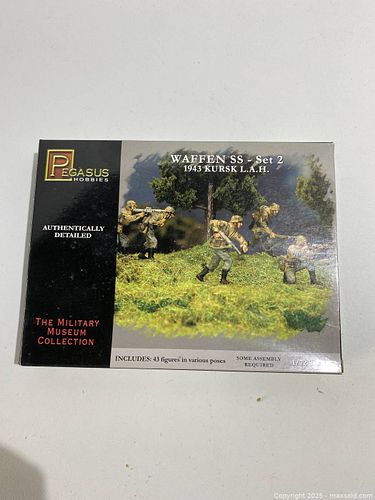 WAFFEN SS - Set 2
1943 KURSK L.A.H.
PEGASUS
HOBBIES
AUTHENTICALLY
DETAILED
THE MILITARY
MUSEUM
COLLECTION
INCLUDES: 43 figures in various poses
SOME ASSEMBLY
REQUIRED
Copyright 2025 - maxsold.com